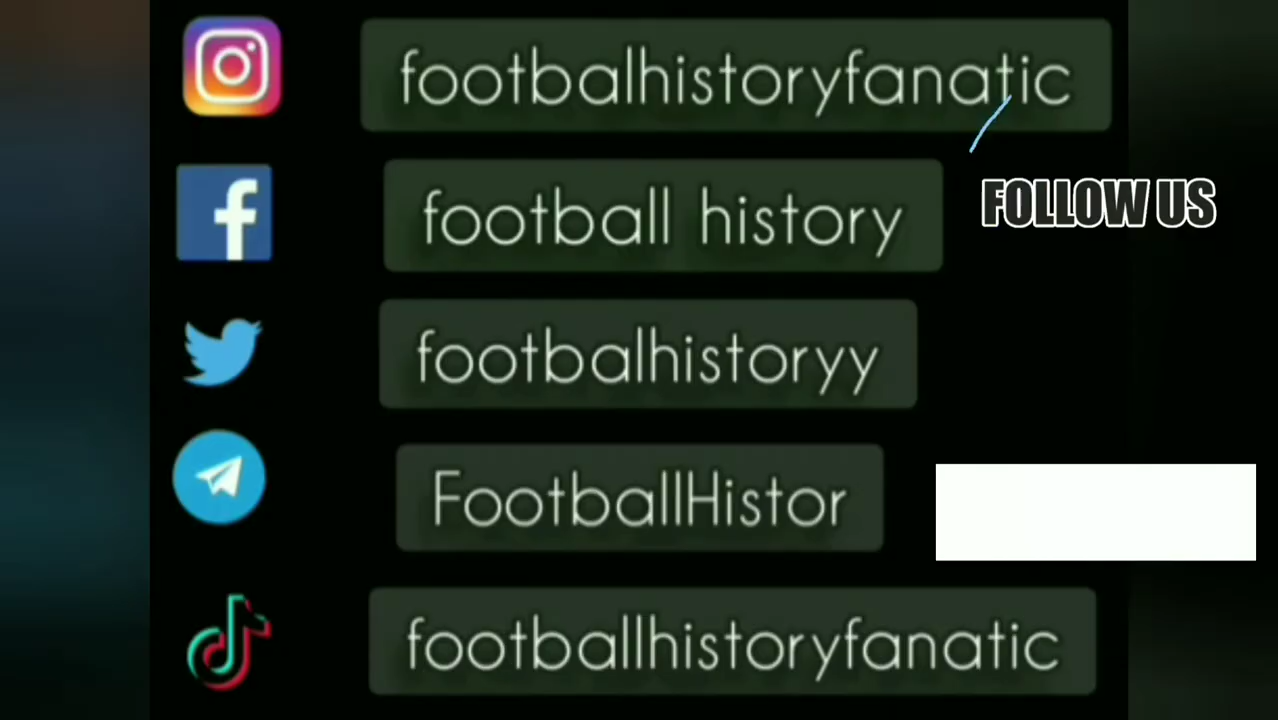 footbalhistoryfanatic
football history
FOLLOW US
footbalhistoryy
FootballHistor
footballhistoryfanatic